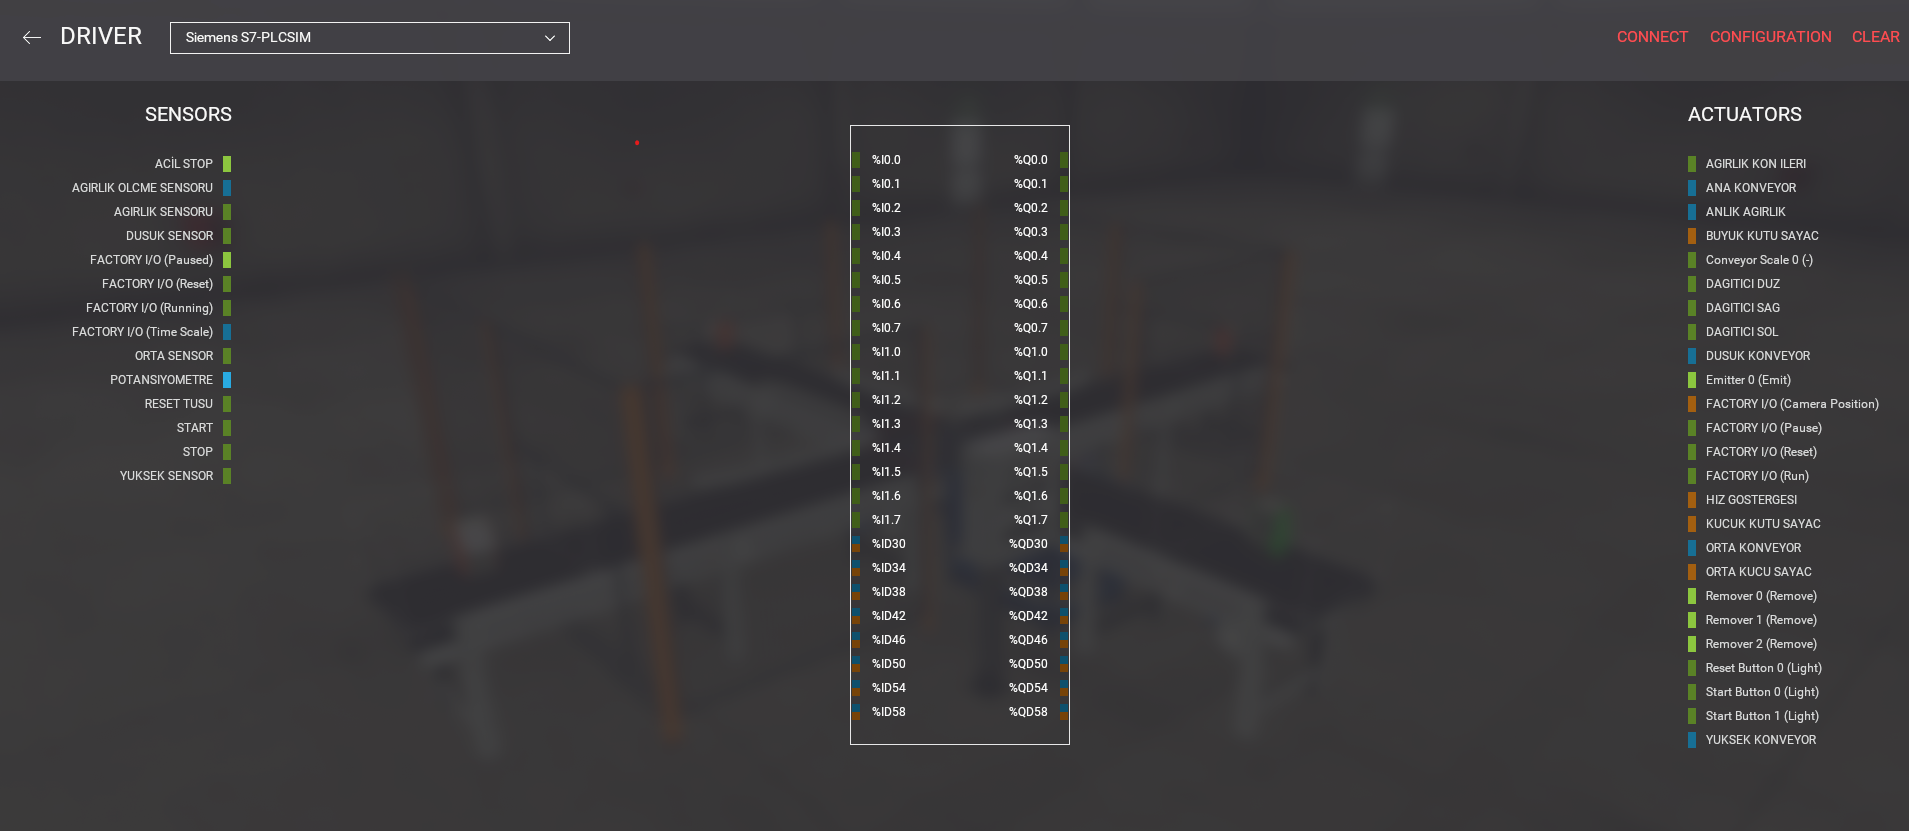 DRIVER
Siemens S7-PLCSIM
CONNECT
CONFIGURATION
CLEAR
SENSORS
ACİL STOP
AGIRLIK OLCME SENSORU
AGIRLIK SENSORU
DUSUK SENSOR
FACTORY I/O (Paused)
FACTORY I/O (Reset)
FACTORY I/O (Running)
FACTORY I/O (Time Scale)
ORTA SENSOR
POTANSIYOMETRE
RESET TUSU
START
STOP
YUKSEK SENSOR
%I0.0 %Q0.0
%I0.1 %Q0.1
%I0.2 %Q0.2
%I0.3 %Q0.3
%I0.4 %Q0.4
%I0.5 %Q0.5
%I0.6 %Q0.6
%I0.7 %Q0.7
%I1.0 %Q1.0
%I1.1 %Q1.1
%I1.2 %Q1.2
%I1.3 %Q1.3
%I1.4 %Q1.4
%I1.5 %Q1.5
%I1.6 %Q1.6
%I1.7 %Q1.7
%ID30 %QD30
%ID34 %QD34
%ID38 %QD38
%ID42 %QD42
%ID46 %QD46
%ID50 %QD50
%ID54 %QD54
%ID58 %QD58
ACTUATORS
AGIRLIK KON ILERI
ANA KONVEYOR
ANLIK AGIRLIK
BUYUK KUTU SAYAC
Conveyor Scale 0 (-)
DAGITICI DUZ
DAGITICI SAG
DAGITICI SOL
DUSUK KONVEYOR
Emitter 0 (Emit)
FACTORY I/O (Camera Position)
FACTORY I/O (Pause)
FACTORY I/O (Reset)
FACTORY I/O (Run)
HIZ GOSTERGESI
KUCUK KUTU SAYAC
ORTA KONVEYOR
ORTA KUCU SAYAC
Remover 0 (Remove)
Remover 1 (Remove)
Remover 2 (Remove)
Reset Button 0 (Light)
Start Button 0 (Light)
Start Button 1 (Light)
YUKSEK KONVEYOR